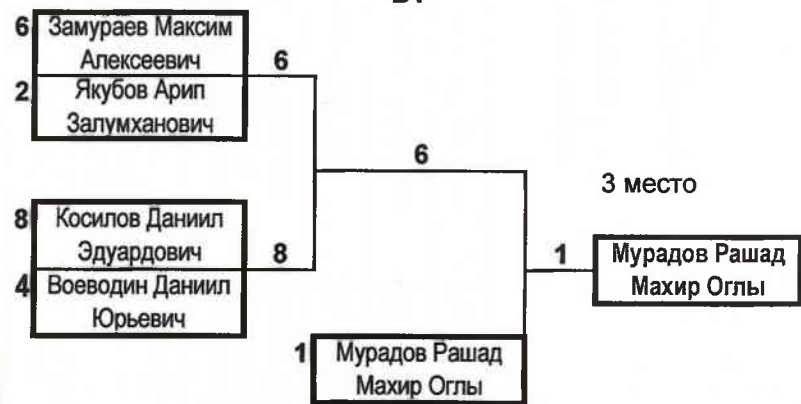 6 Замураев Максим
Алексеевич
6
2 Якубов Арип
Залумханович
6
3 место
8 Косилов Даниил
Эдуардович
8
4 Воеводин Даниил
Юрьевич
1
Мурадов Рашад
Махир Оглы
1 Мурадов Рашад
Махир Оглы